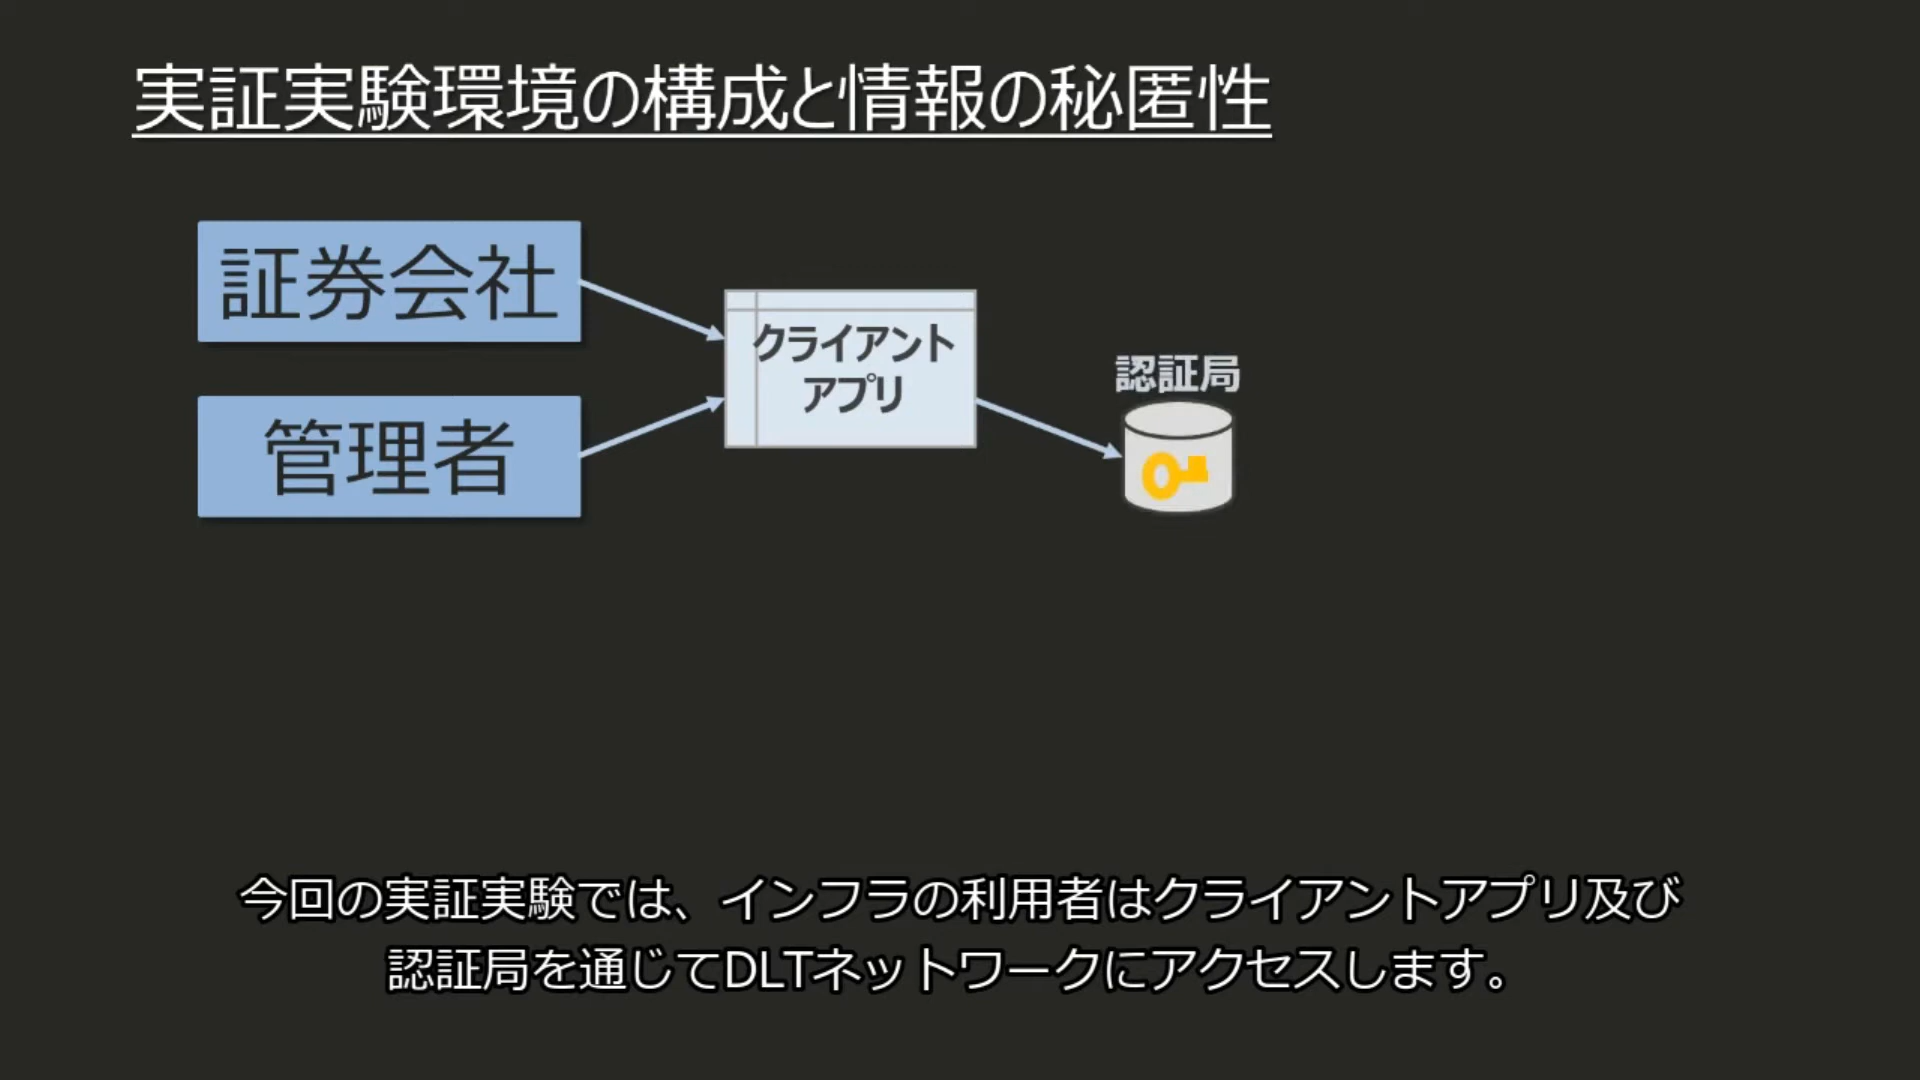 実証実験環境の構成と情報の秘匿性
証券会社
管理者
クライアント
アプリ
認証局
今回の実証実験では、インフラの利用者はクライアントアプリ及び
認証局を通じてDLTネットワークにアクセスします。